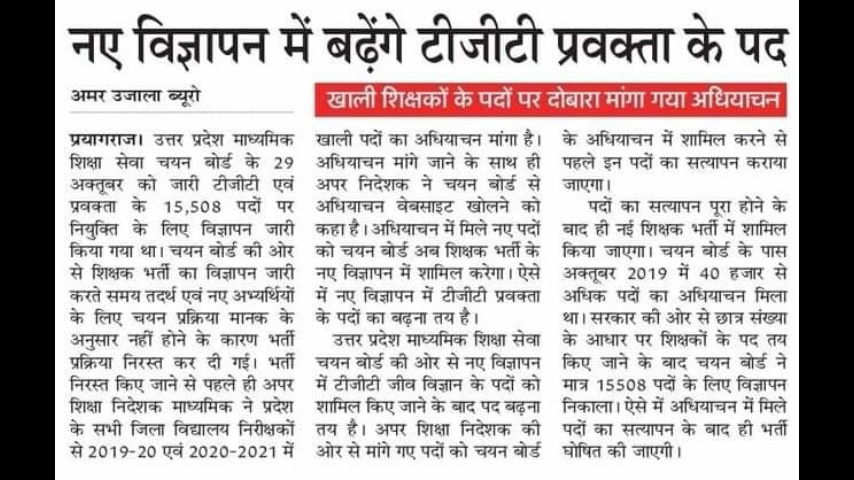 नए विज्ञापन में बढ़ेंगे टीजीटी प्रवक्ता के पद
अमर उजाला ब्यूरो
खाली शिक्षकों के पदों पर दोबारा मांगा गया अधियाचन
प्रयागराज। उत्तर प्रदेश माध्यमिक
शिक्षा सेवा चयन बोर्ड के 29
अक्तूबर को जारी टीजीटी एवं
प्रवक्ता के 15,508 पदों पर
नियुक्ति के लिए विज्ञापन जारी
किया गया था। चयन बोर्ड की ओर
से शिक्षक भर्ती का विज्ञापन जारी
करते समय तदर्थ एवं नए अभ्यर्थियों
के लिए चयन प्रक्रिया मानक के
अनुसार नहीं होने के कारण भर्ती
प्रक्रिया निरस्त कर दी गई। भर्ती
निरस्त किए जाने से पहले ही अपर
शिक्षा निदेशक माध्यमिक ने प्रदेश
के सभी जिला विद्यालय निरीक्षकों
से 2019-20 एवं 2020-2021 में
खाली पदों का अधियाचन मांगा है।
अधियाचन मांगे जाने के साथ ही
अपर निदेशक ने चयन बोर्ड से
अधियाचन वेबसाइट खोलने को
कहा है। अधियाचन में मिले नए पदों
को चयन बोर्ड अब शिक्षक भर्ती के
नए विज्ञापन में शामिल करेगा। ऐसे
में नए विज्ञापन में टीजीटी प्रवक्ता
के पदों का बढ़ना तय है।
उत्तर प्रदेश माध्यमिक शिक्षा सेवा
चयन बोर्ड की ओर से नए विज्ञापन
में टीजीटी जीव विज्ञान के पदों को
शामिल किए जाने के बाद पद बढ़ना
तय है। अपर शिक्षा निदेशक की
ओर से मांगे गए पदों को चयन बोर्ड
के अधियाचन में शामिल करने से
पहले इन पदों का सत्यापन कराया
जाएगा।
पदों का सत्यापन पूरा होने के
बाद ही नई शिक्षक भर्ती में शामिल
किया जाएगा। चयन बोर्ड के पास
अक्तूबर 2019 में 40 हजार से
अधिक पदों का अधियाचन मिला
था। सरकार की ओर से छात्र संख्या
के आधार पर शिक्षकों के पद तय
किए जाने के बाद चयन बोर्ड ने
मात्र 15508 पदों के लिए विज्ञापन
निकाला। ऐसे में अधियाचन में मिले
पदों का सत्यापन के बाद ही भर्ती
घोषित की जाएगी।